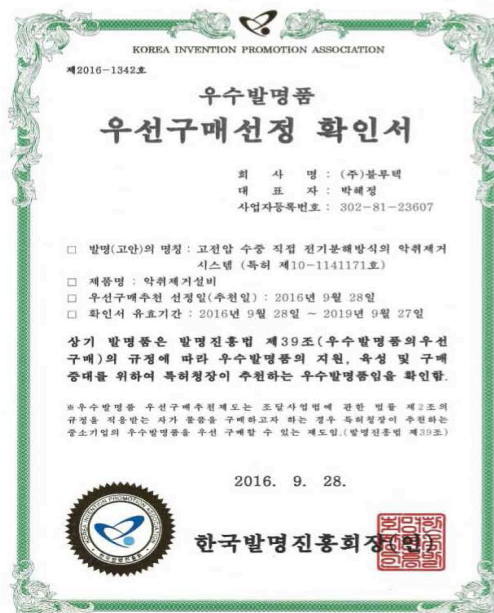 KOREA INVENTION PROMOTION ASSOCIATION
제2016-1342호
우수발명품
우선구매선정 확인서
회 사 명 : (주)블루텍
대 표 자 : 박혜정
사업자등록번호 : 302-81-23607
□ 발명(고안)의 명칭 : 고전압 수중 직접 전기분해방식의 악취제거
시스템 (특허 제10-1141171호)
□ 제품명 : 악취제거설비
□ 우선구매추천 선정일(추천일) : 2016년 9월 28일
□ 확인서 유효기간 : 2016년 9월 28일 ~ 2019년 9월 27일
상기 발명품은 발명진흥법 제39조(우수발명품의우선
구매)의 규정에 따라 우수발명품의 지원, 육성 및 구매
증대를 위하여 특허청장이 추천하는 우수발명품임을 확인함.
※우수발명품 우선구매추천제도는 조달사업법에 관한 법률 제2조의
규정을 적용받는 자가 물품을 구매하고자 하는 경우 특허청장이 추천하는
중소기업의 우수발명품을 우선 구매할 수 있는 제도임.(발명진흥법 제39조)
2016. 9. 28.
KOREA INVENTION PROMOTION ASSOCIATION
한국발명진흥회
한국발명진흥회장(인)